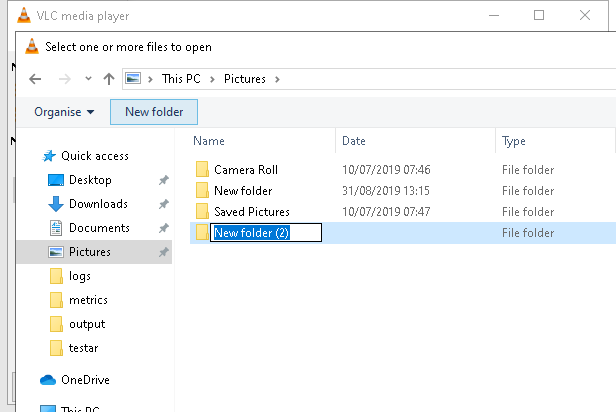 VLC media player
Select one or more files to open
This PC > Pictures >
Organise New folder
Name Date Type
Quick access
Desktop
Downloads
Documents
Pictures
logs
metrics
output
testar
OneDrive
This PC
Camera Roll 10/07/2019 07:46 File folder
New folder 31/08/2019 13:15 File folder
Saved Pictures 10/07/2019 07:47 File folder
New folder (2) File folder